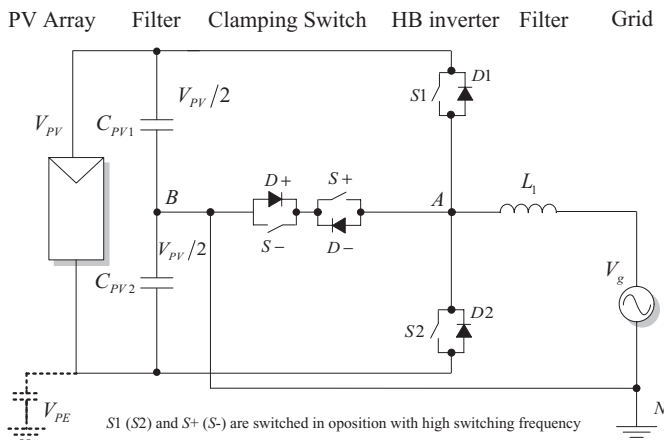 PV Array Filter Clamping Switch HB inverter Filter Grid
D1
S1
V_PV/2
V_PV
C_PV1
D+ S+
L_1
B
A
S- D-
V_PV/2
V_g
C_PV2
D2
S2
V_PE
N
S1 (S2) and S+ (S-) are switched in oposition with high switching frequency